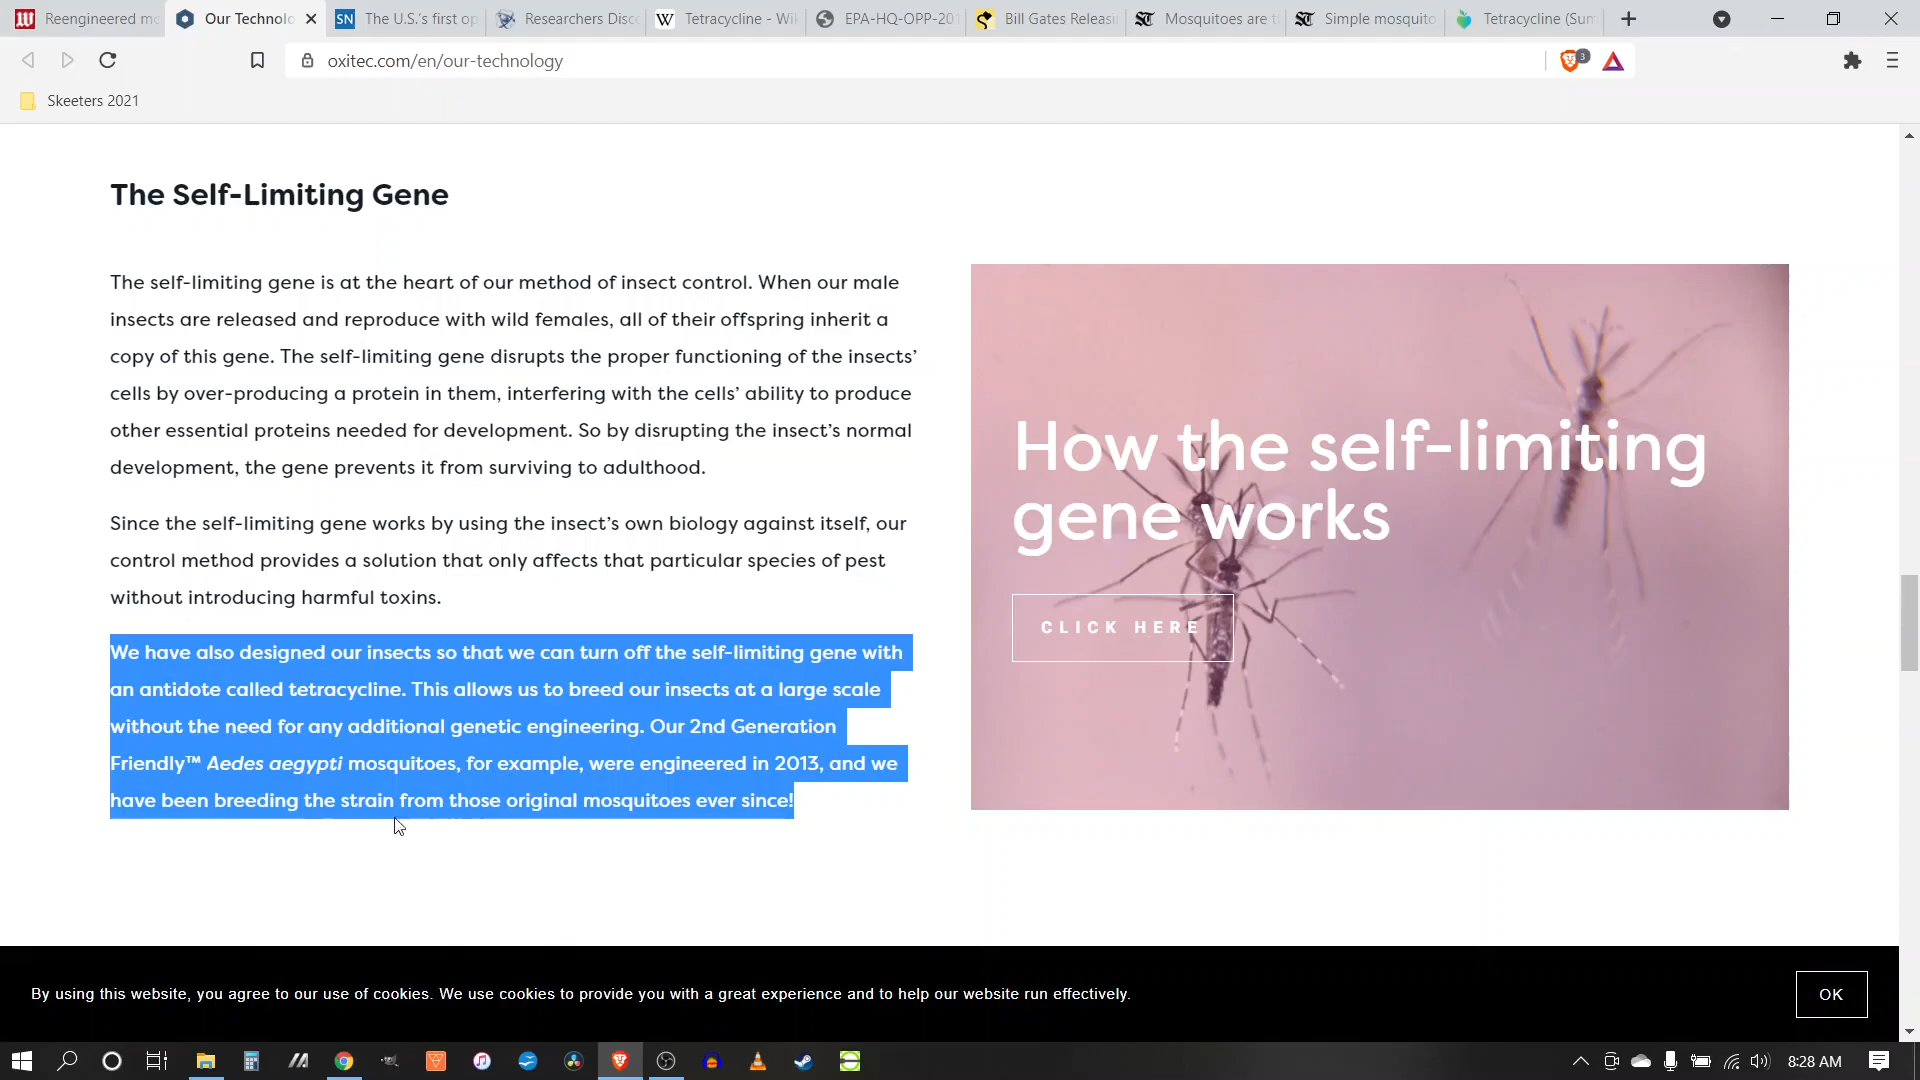 Reengineered mo
Our Technolo
The U.S.'s first op
Researchers Disc
Tetracycline - Wik
EPA-HQ-OPP-201
Bill Gates Releasi
Mosquitoes are t
Simple mosquito
Tetracycline (Sum
oxitec.com/en/our-technology
3
Skeeters 2021
The Self-Limiting Gene
The self-limiting gene is at the heart of our method of insect control. When our male
insects are released and reproduce with wild females, all of their offspring inherit a
copy of this gene. The self-limiting gene disrupts the proper functioning of the insects’
cells by over-producing a protein in them, interfering with the cells’ ability to produce
other essential proteins needed for development. So by disrupting the insect’s normal
development, the gene prevents it from surviving to adulthood.
Since the self-limiting gene works by using the insect’s own biology against itself, our
control method provides a solution that only affects that particular species of pest
without introducing harmful toxins.
We have also designed our insects so that we can turn off the self-limiting gene with
an antidote called tetracycline. This allows us to breed our insects at a large scale
without the need for any additional genetic engineering. Our 2nd Generation
Friendly™ Aedes aegypti mosquitoes, for example, were engineered in 2013, and we
have been breeding the strain from those original mosquitoes ever since!
How the self-limiting
gene works
CLICK HERE
By using this website, you agree to our use of cookies. We use cookies to provide you with a great experience and to help our website run effectively.
OK
8:28 AM